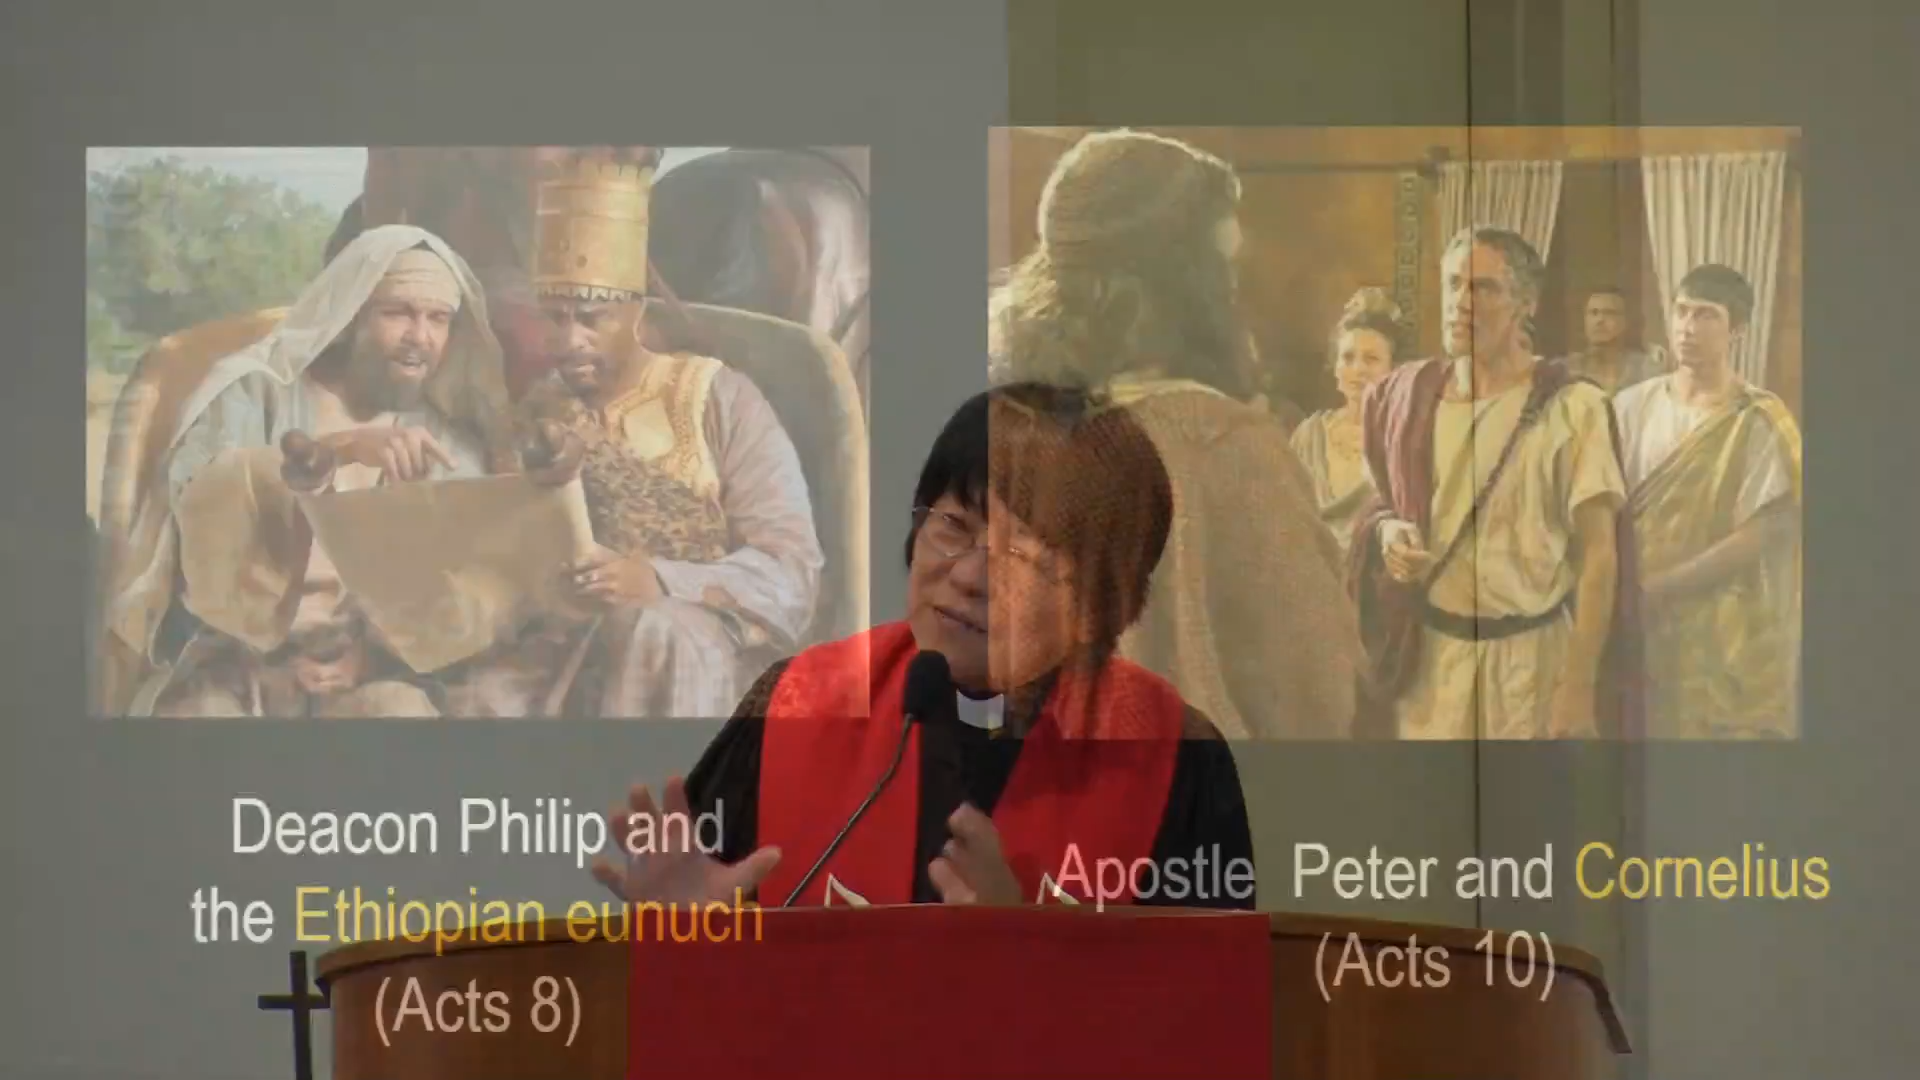 Deacon Philip and
the Ethiopian eunuch
(Acts 8)
Apostle Peter and Cornelius
(Acts 10)